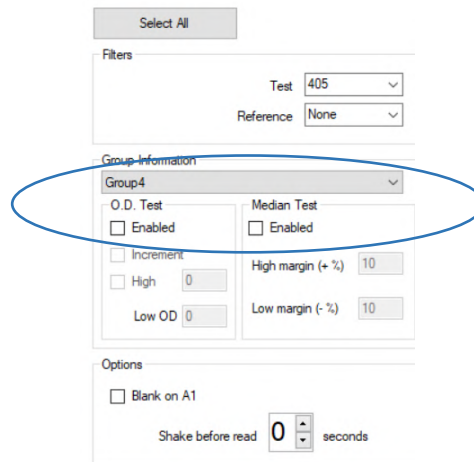 Select All
Filters
Test 405
Reference None
Group Information
Group4
O.D. Test Median Test
Enabled Enabled
Increment
High 0 High margin (+ %) 10
Low OD 0 Low margin (- %) 10
Options
Blank on A1
Shake before read 0 seconds